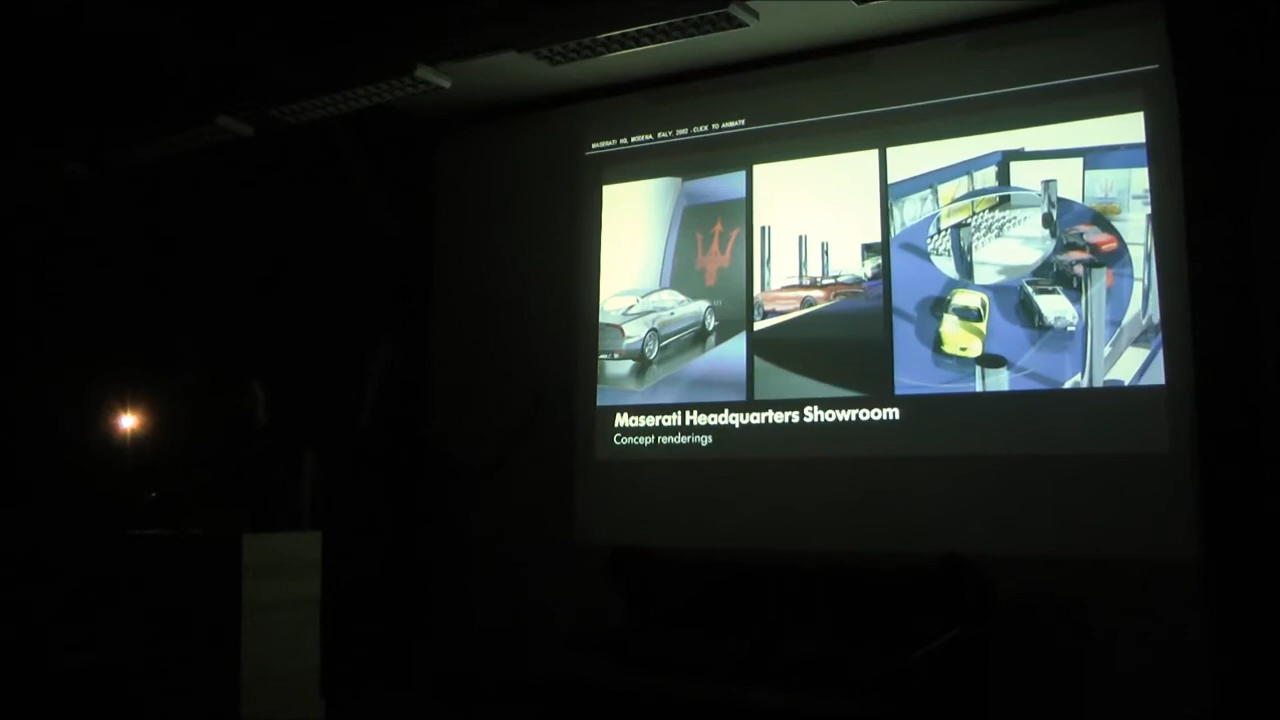 MASERATI HQ, MODENA, ITALY, 2002 - CLICK TO ANIMATE
Maserati Headquarters Showroom
Concept renderings